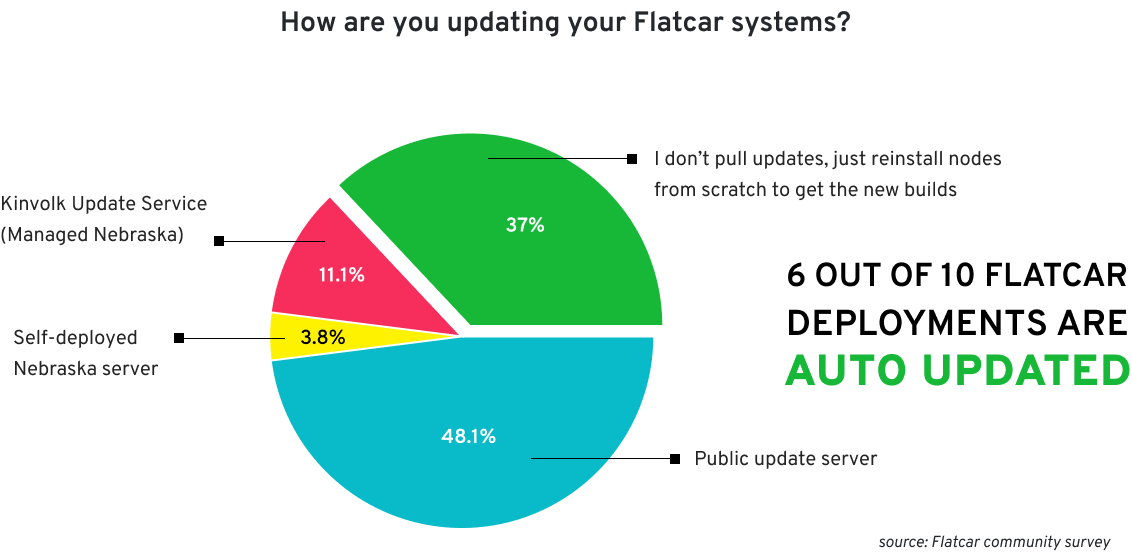 How are you updating your Flatcar systems?
I don’t pull updates, just reinstall nodes
from scratch to get the new builds
37%
Kinvolk Update Service
(Managed Nebraska)
11.1%
6 OUT OF 10 FLATCAR
DEPLOYMENTS ARE
AUTO UPDATED
Self-deployed
Nebraska server
3.8%
48.1%
Public update server
source: Flatcar community survey